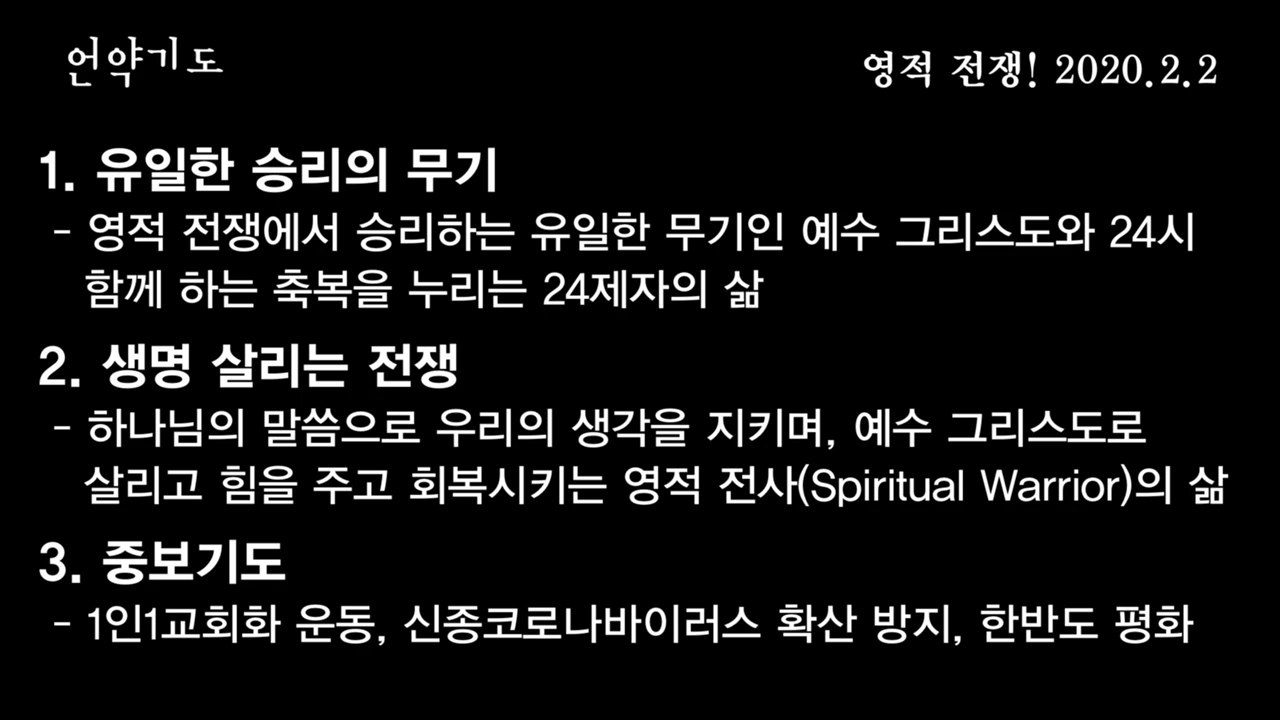 언약기도
영적 전쟁! 2020.2.2
1. 유일한 승리의 무기
- 영적 전쟁에서 승리하는 유일한 무기인 예수 그리스도와 24시
함께 하는 축복을 누리는 24제자의 삶
2. 생명 살리는 전쟁
- 하나님의 말씀으로 우리의 생각을 지키며, 예수 그리스도로
살리고 힘을 주고 회복시키는 영적 전사(Spiritual Warrior)의 삶
3. 중보기도
- 1인1교회화 운동, 신종코로나바이러스 확산 방지, 한반도 평화